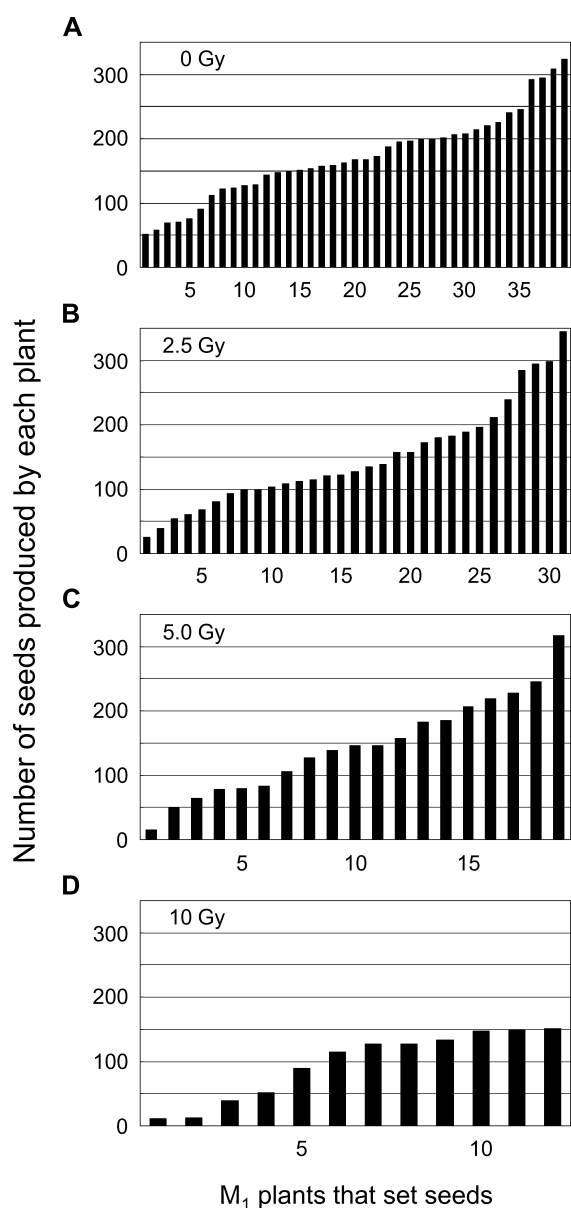 A
0 Gy
300
200
100
0
5 10 15 20 25 30 35
B
2.5 Gy
300
200
100
0
5 10 15 20 25 30
C
5.0 Gy
300
200
100
0
5 10 15
D
10 Gy
300
200
100
0
5 10
Number of seeds produced by each plant
M₁ plants that set seeds